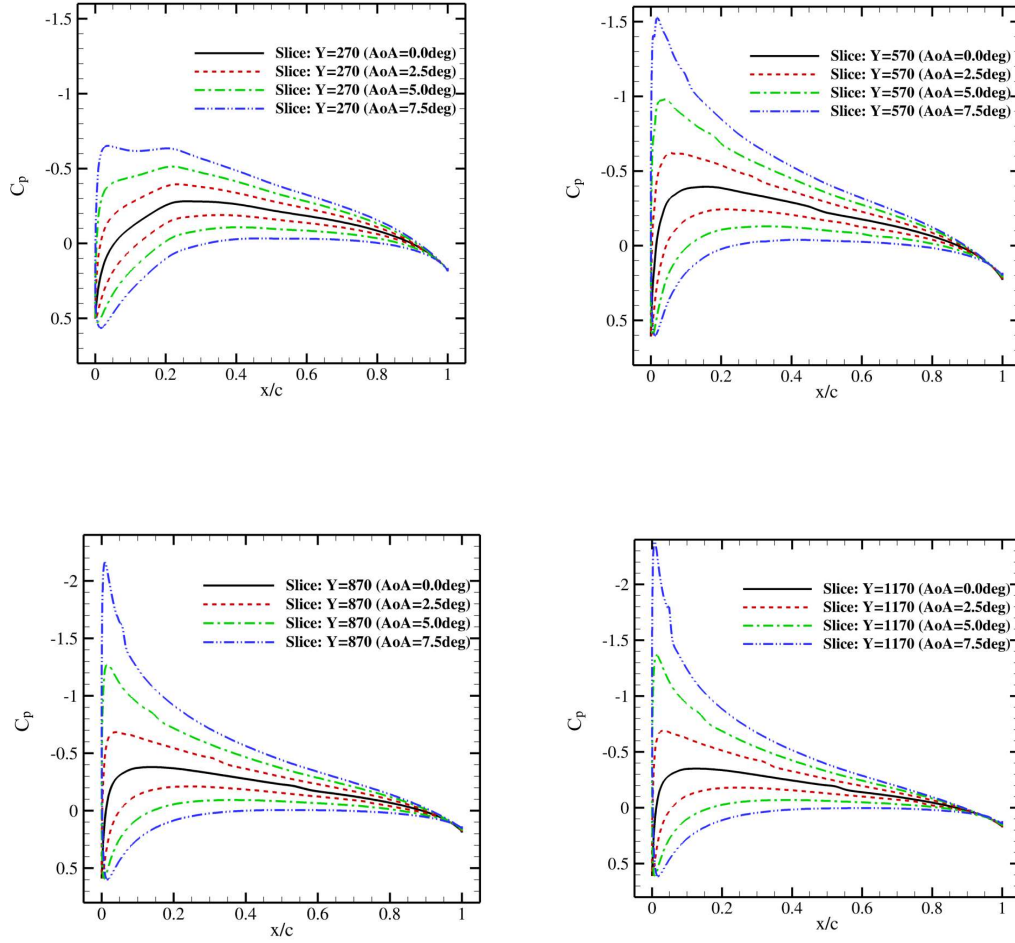 -1.5
Slice: Y=270 (AoA=0.0deg)
Slice: Y=270 (AoA=2.5deg)
Slice: Y=270 (AoA=5.0deg)
Slice: Y=270 (AoA=7.5deg)
-1
-0.5
Cp
0
0.5
0 0.2 0.4 0.6 0.8 1
x/c
-1.5
Slice: Y=570 (AoA=0.0deg)
Slice: Y=570 (AoA=2.5deg)
Slice: Y=570 (AoA=5.0deg)
Slice: Y=570 (AoA=7.5deg)
-1
-0.5
Cp
0
0.5
0 0.2 0.4 0.6 0.8 1
x/c
-2
Slice: Y=870 (AoA=0.0deg)
Slice: Y=870 (AoA=2.5deg)
Slice: Y=870 (AoA=5.0deg)
Slice: Y=870 (AoA=7.5deg)
-1.5
-1
Cp
-0.5
0
0.5
0 0.2 0.4 0.6 0.8 1
x/c
-2
Slice: Y=1170 (AoA=0.0deg)
Slice: Y=1170 (AoA=2.5deg)
Slice: Y=1170 (AoA=5.0deg)
Slice: Y=1170 (AoA=7.5deg)
-1.5
-1
Cp
-0.5
0
0.5
0 0.2 0.4 0.6 0.8 1
x/c